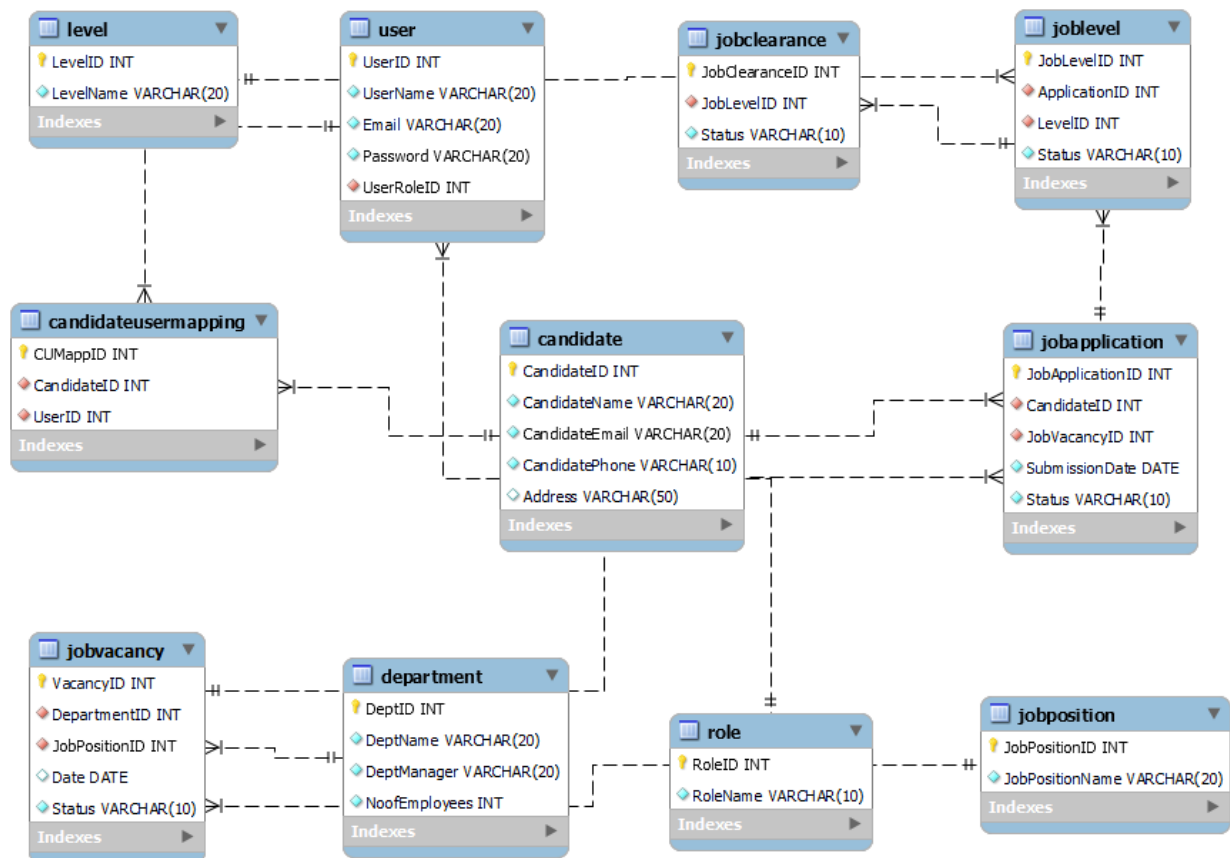 level
LevelID INT
LevelName VARCHAR(20)
Indexes
user
UserID INT
UserName VARCHAR(20)
Email VARCHAR(20)
Password VARCHAR(20)
UserRoleID INT
Indexes
jobclearance
JobClearanceID INT
JobLevelID INT
Status VARCHAR(10)
Indexes
joblevel
JobLevelID INT
ApplicationID INT
LevelID INT
Status VARCHAR(10)
Indexes
candidateusermapping
CUMappID INT
CandidateID INT
UserID INT
Indexes
candidate
CandidateID INT
CandidateName VARCHAR(20)
CandidateEmail VARCHAR(20)
CandidatePhone VARCHAR(10)
Address VARCHAR(50)
Indexes
jobapplication
JobApplicationID INT
CandidateID INT
JobVacancyID INT
SubmissionDate DATE
Status VARCHAR(10)
Indexes
jobvacancy
VacancyID INT
DepartmentID INT
JobPositionID INT
Date DATE
Status VARCHAR(10)
Indexes
department
DeptID INT
DeptName VARCHAR(20)
DeptManager VARCHAR(20)
NoofEmployees INT
Indexes
role
RoleID INT
RoleName VARCHAR(10)
Indexes
jobposition
JobPositionID INT
JobPositionName VARCHAR(20)
Indexes